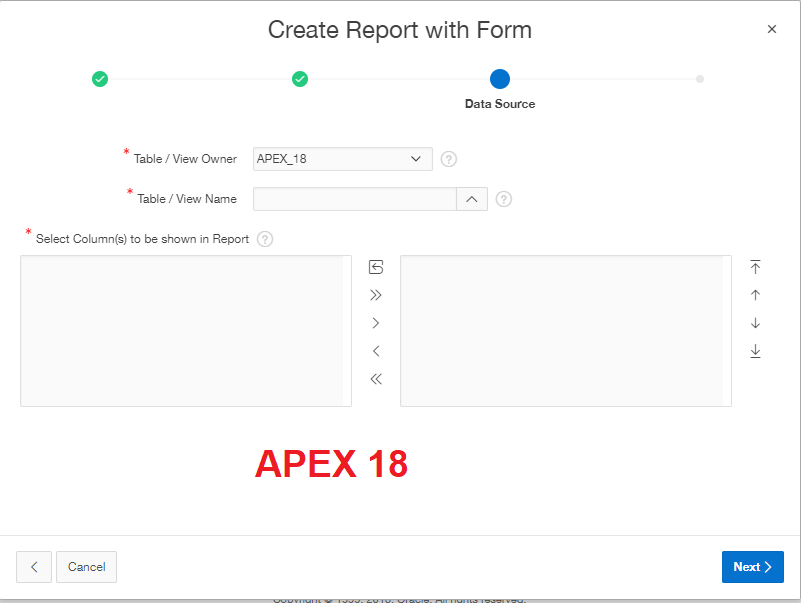 Create Report with Form
Data Source
* Table / View Owner APEX_18
* Table / View Name
* Select Column(s) to be shown in Report
APEX 18
Cancel
Next
Copyright © 1999, 2018, Oracle. All rights reserved.